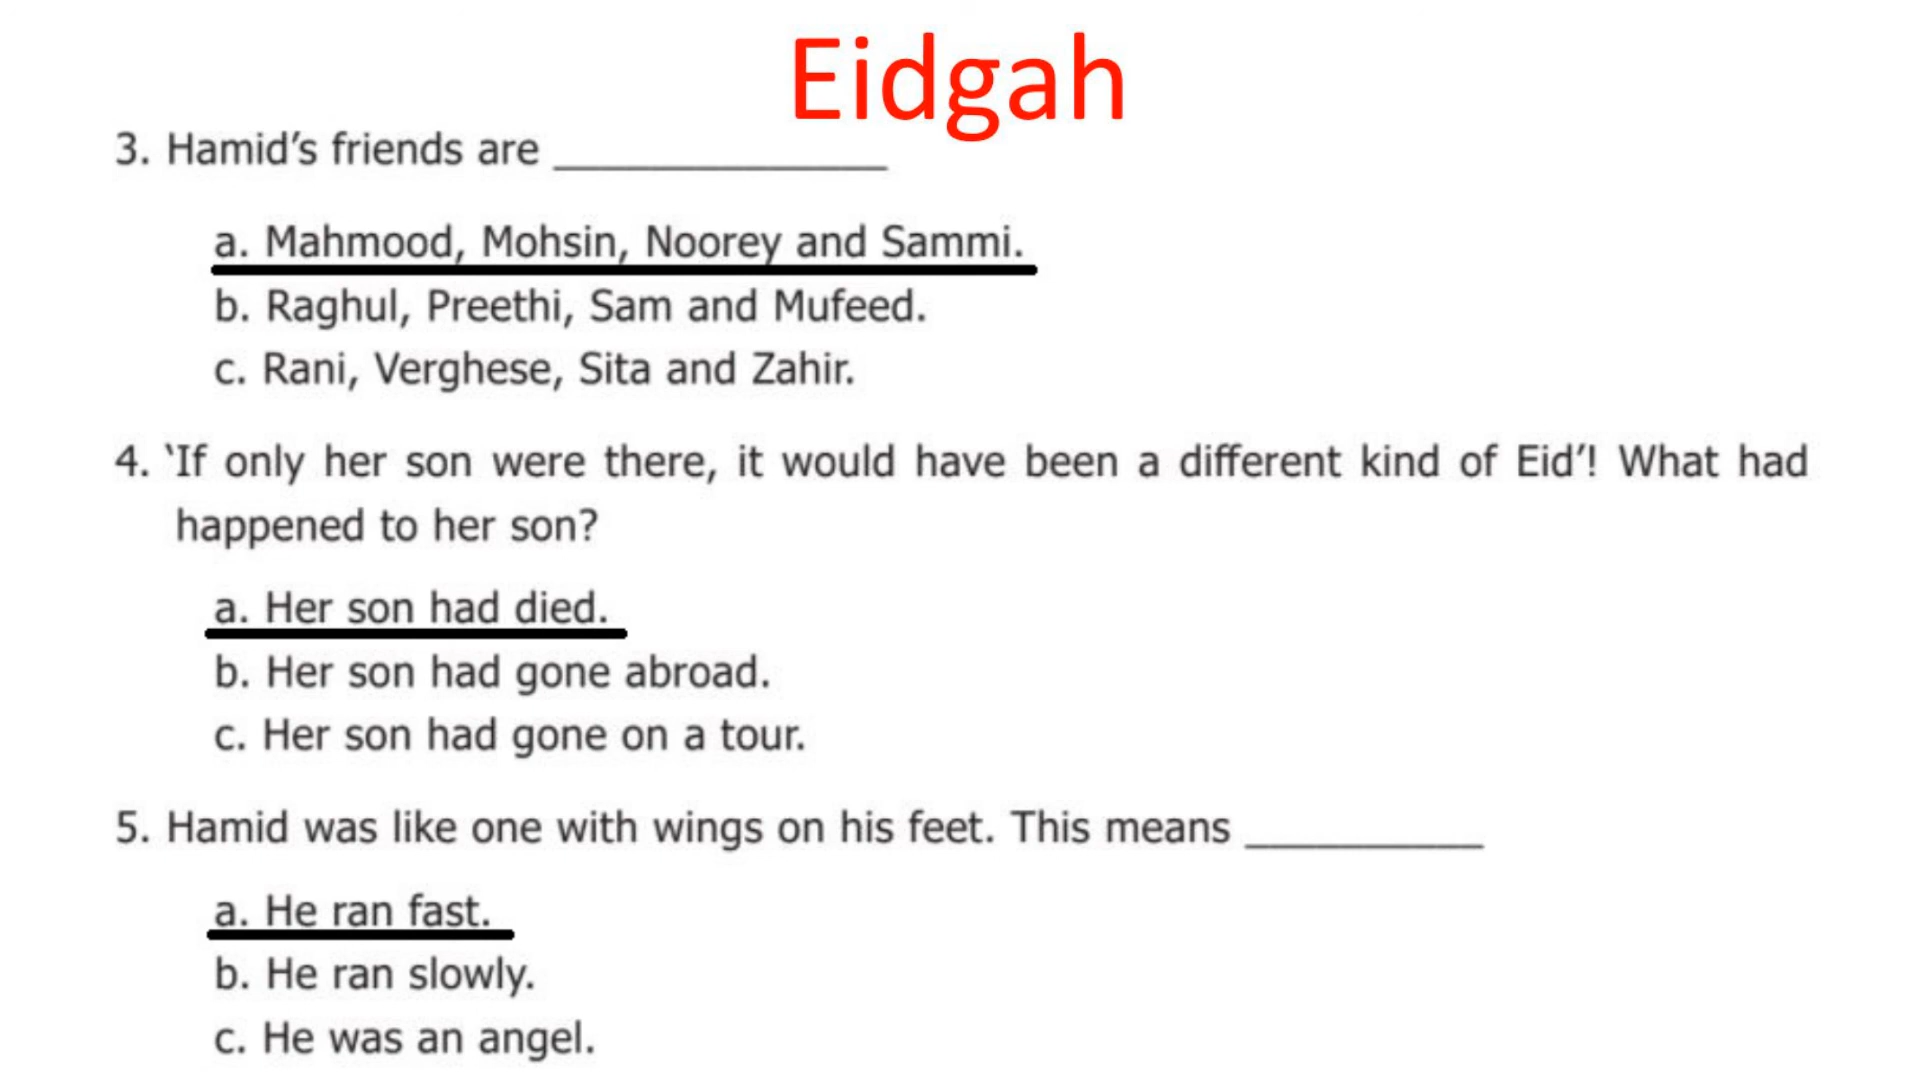 Eidgah
3. Hamid’s friends are _______________
a. Mahmood, Mohsin, Noorey and Sammi.
b. Raghul, Preethi, Sam and Mufeed.
c. Rani, Verghese, Sita and Zahir.
4. ‘If only her son were there, it would have been a different kind of Eid’! What had
happened to her son?
a. Her son had died.
b. Her son had gone abroad.
c. Her son had gone on a tour.
5. Hamid was like one with wings on his feet. This means ___________
a. He ran fast.
b. He ran slowly.
c. He was an angel.